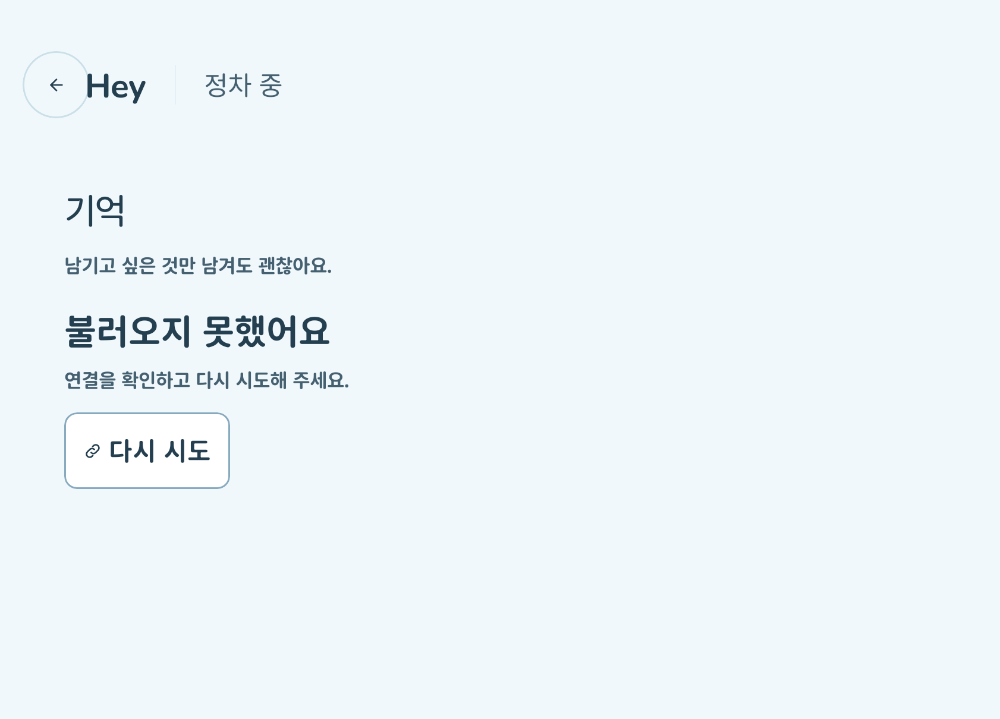 Hey
정차 중
기억
남기고 싶은 것만 남겨도 괜찮아요.
불러오지 못했어요
연결을 확인하고 다시 시도해 주세요.
다시 시도